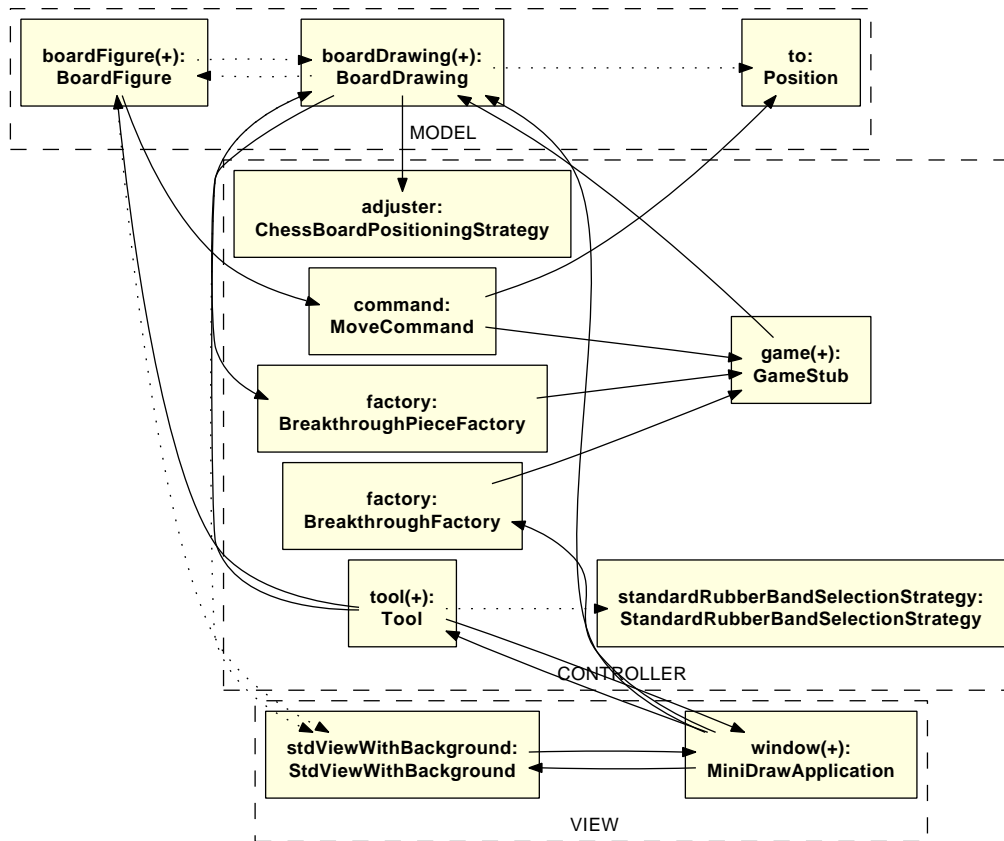 boardFigure(+):
BoardFigure
boardDrawing(+):
BoardDrawing
to:
Position
MODEL
adjuster:
ChessBoardPositioningStrategy
command:
MoveCommand
game(+):
GameStub
factory:
BreakthroughPieceFactory
factory:
BreakthroughFactory
tool(+):
Tool
standardRubberBandSelectionStrategy:
StandardRubberBandSelectionStrategy
CONTROLLER
stdViewWithBackground:
StdViewWithBackground
window(+):
MiniDrawApplication
VIEW